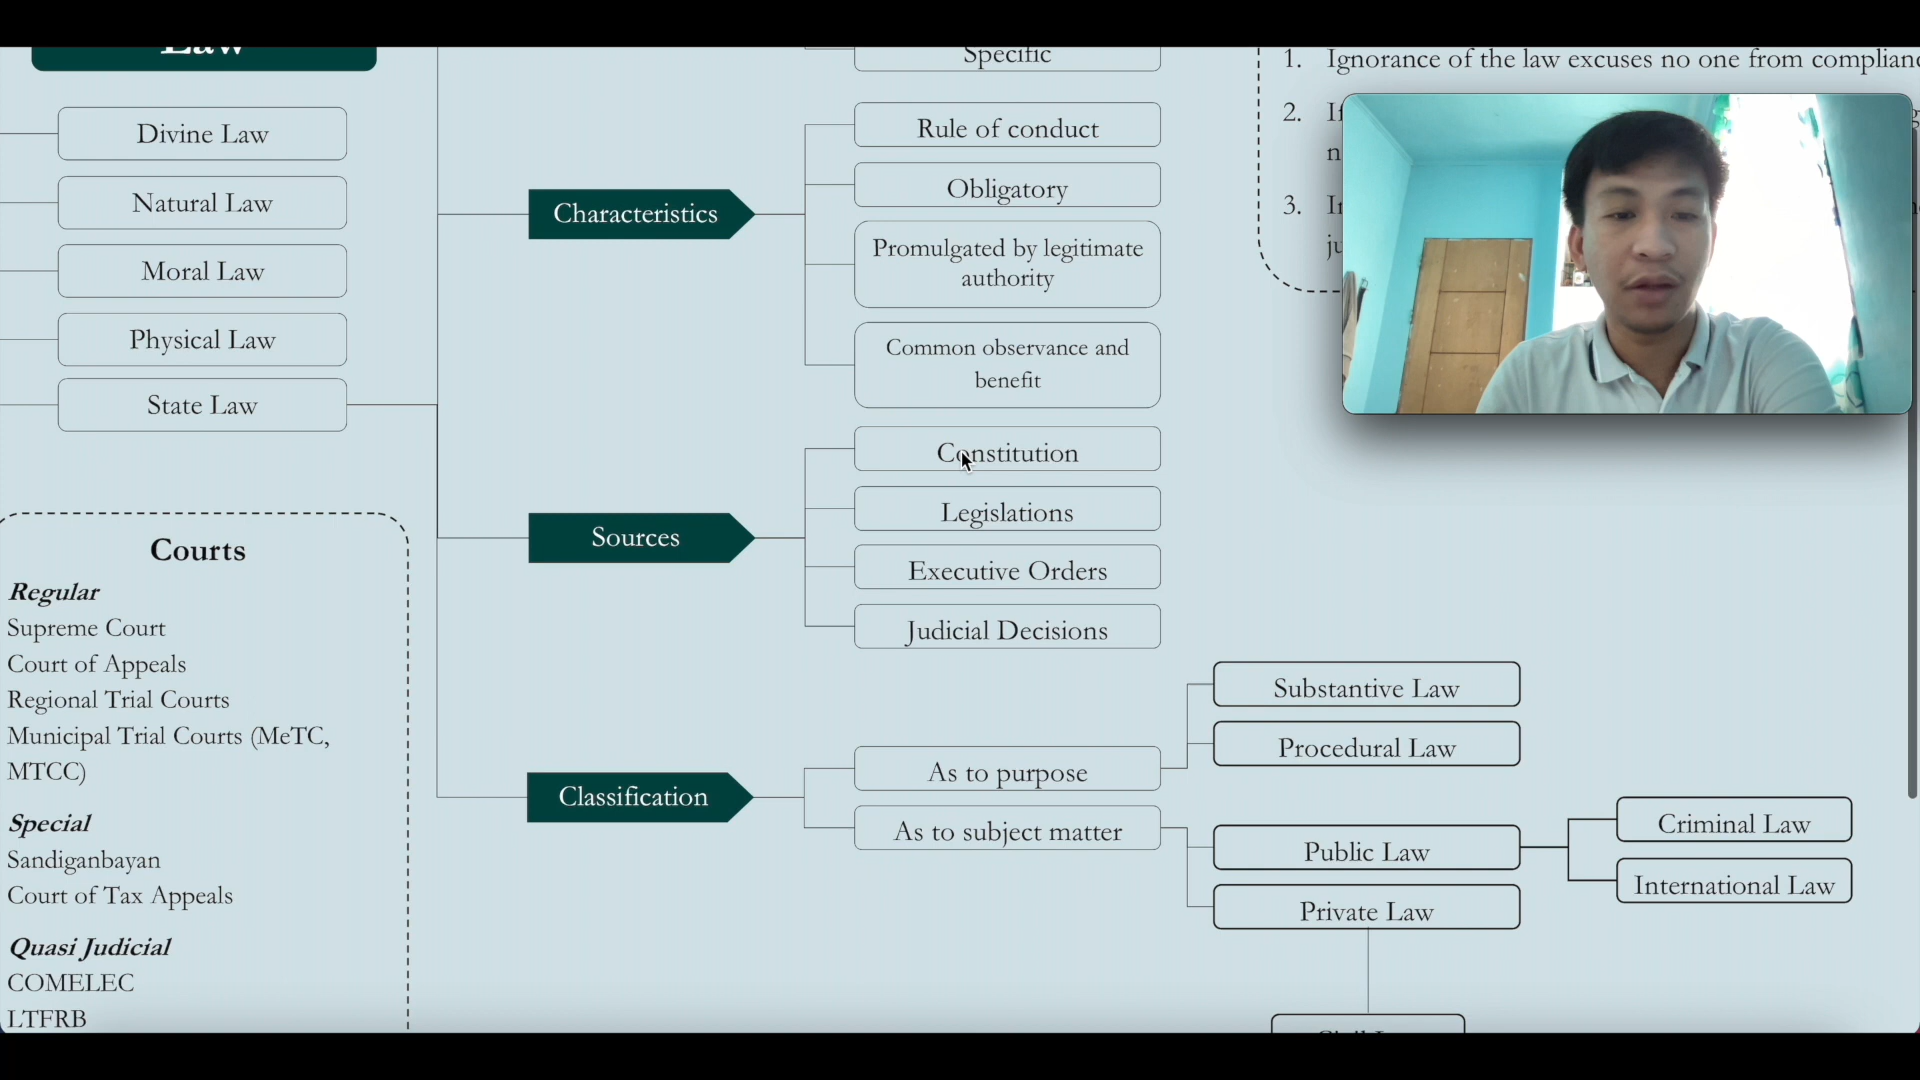 Law
Divine Law
Natural Law
Moral Law
Physical Law
State Law
Courts
Regular
Supreme Court
Court of Appeals
Regional Trial Courts
Municipal Trial Courts (MeTC,
MTCC)
Special
Sandiganbayan
Court of Tax Appeals
Quasi Judicial
COMELEC
LTFRB
Specific
Characteristics
Rule of conduct
Obligatory
Promulgated by legitimate
authority
Common observance and
benefit
Sources
Constitution
Legislations
Executive Orders
Judicial Decisions
Classification
As to purpose
As to subject matter
Substantive Law
Procedural Law
Public Law
Private Law
Criminal Law
International Law
1. Ignorance of the law excuses no one from
2.
3.